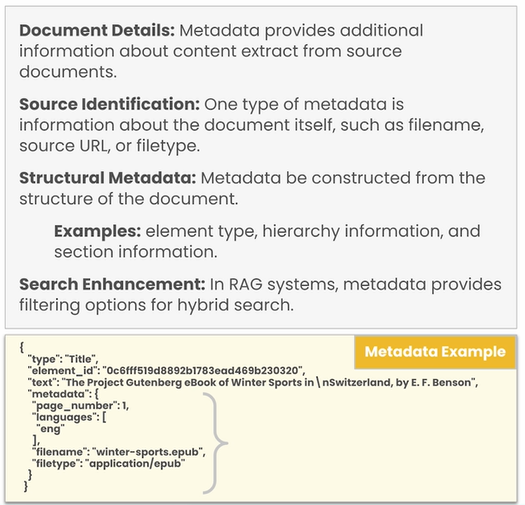 Document Details: Metadata provides additional
information about content extract from source
documents.
Source Identification: One type of metadata is
information about the document itself, such as filename,
source URL, or filetype.
Structural Metadata: Metadata be constructed from the
structure of the document.
Examples: element type, hierarchy information, and
section information.
Search Enhancement: In RAG systems, metadata provides
filtering options for hybrid search.
Metadata Example
{
"type": "Title",
"element_id": "0c6fff519d8892b1783ead469b230320",
"text": "The Project Gutenberg eBook of Winter Sports in\nSwitzerland, by E. F. Benson",
"metadata": {
"page_number": 1,
"languages": [
"eng"
],
"filename": "winter-sports.epub",
"filetype": "application/epub"
}
}